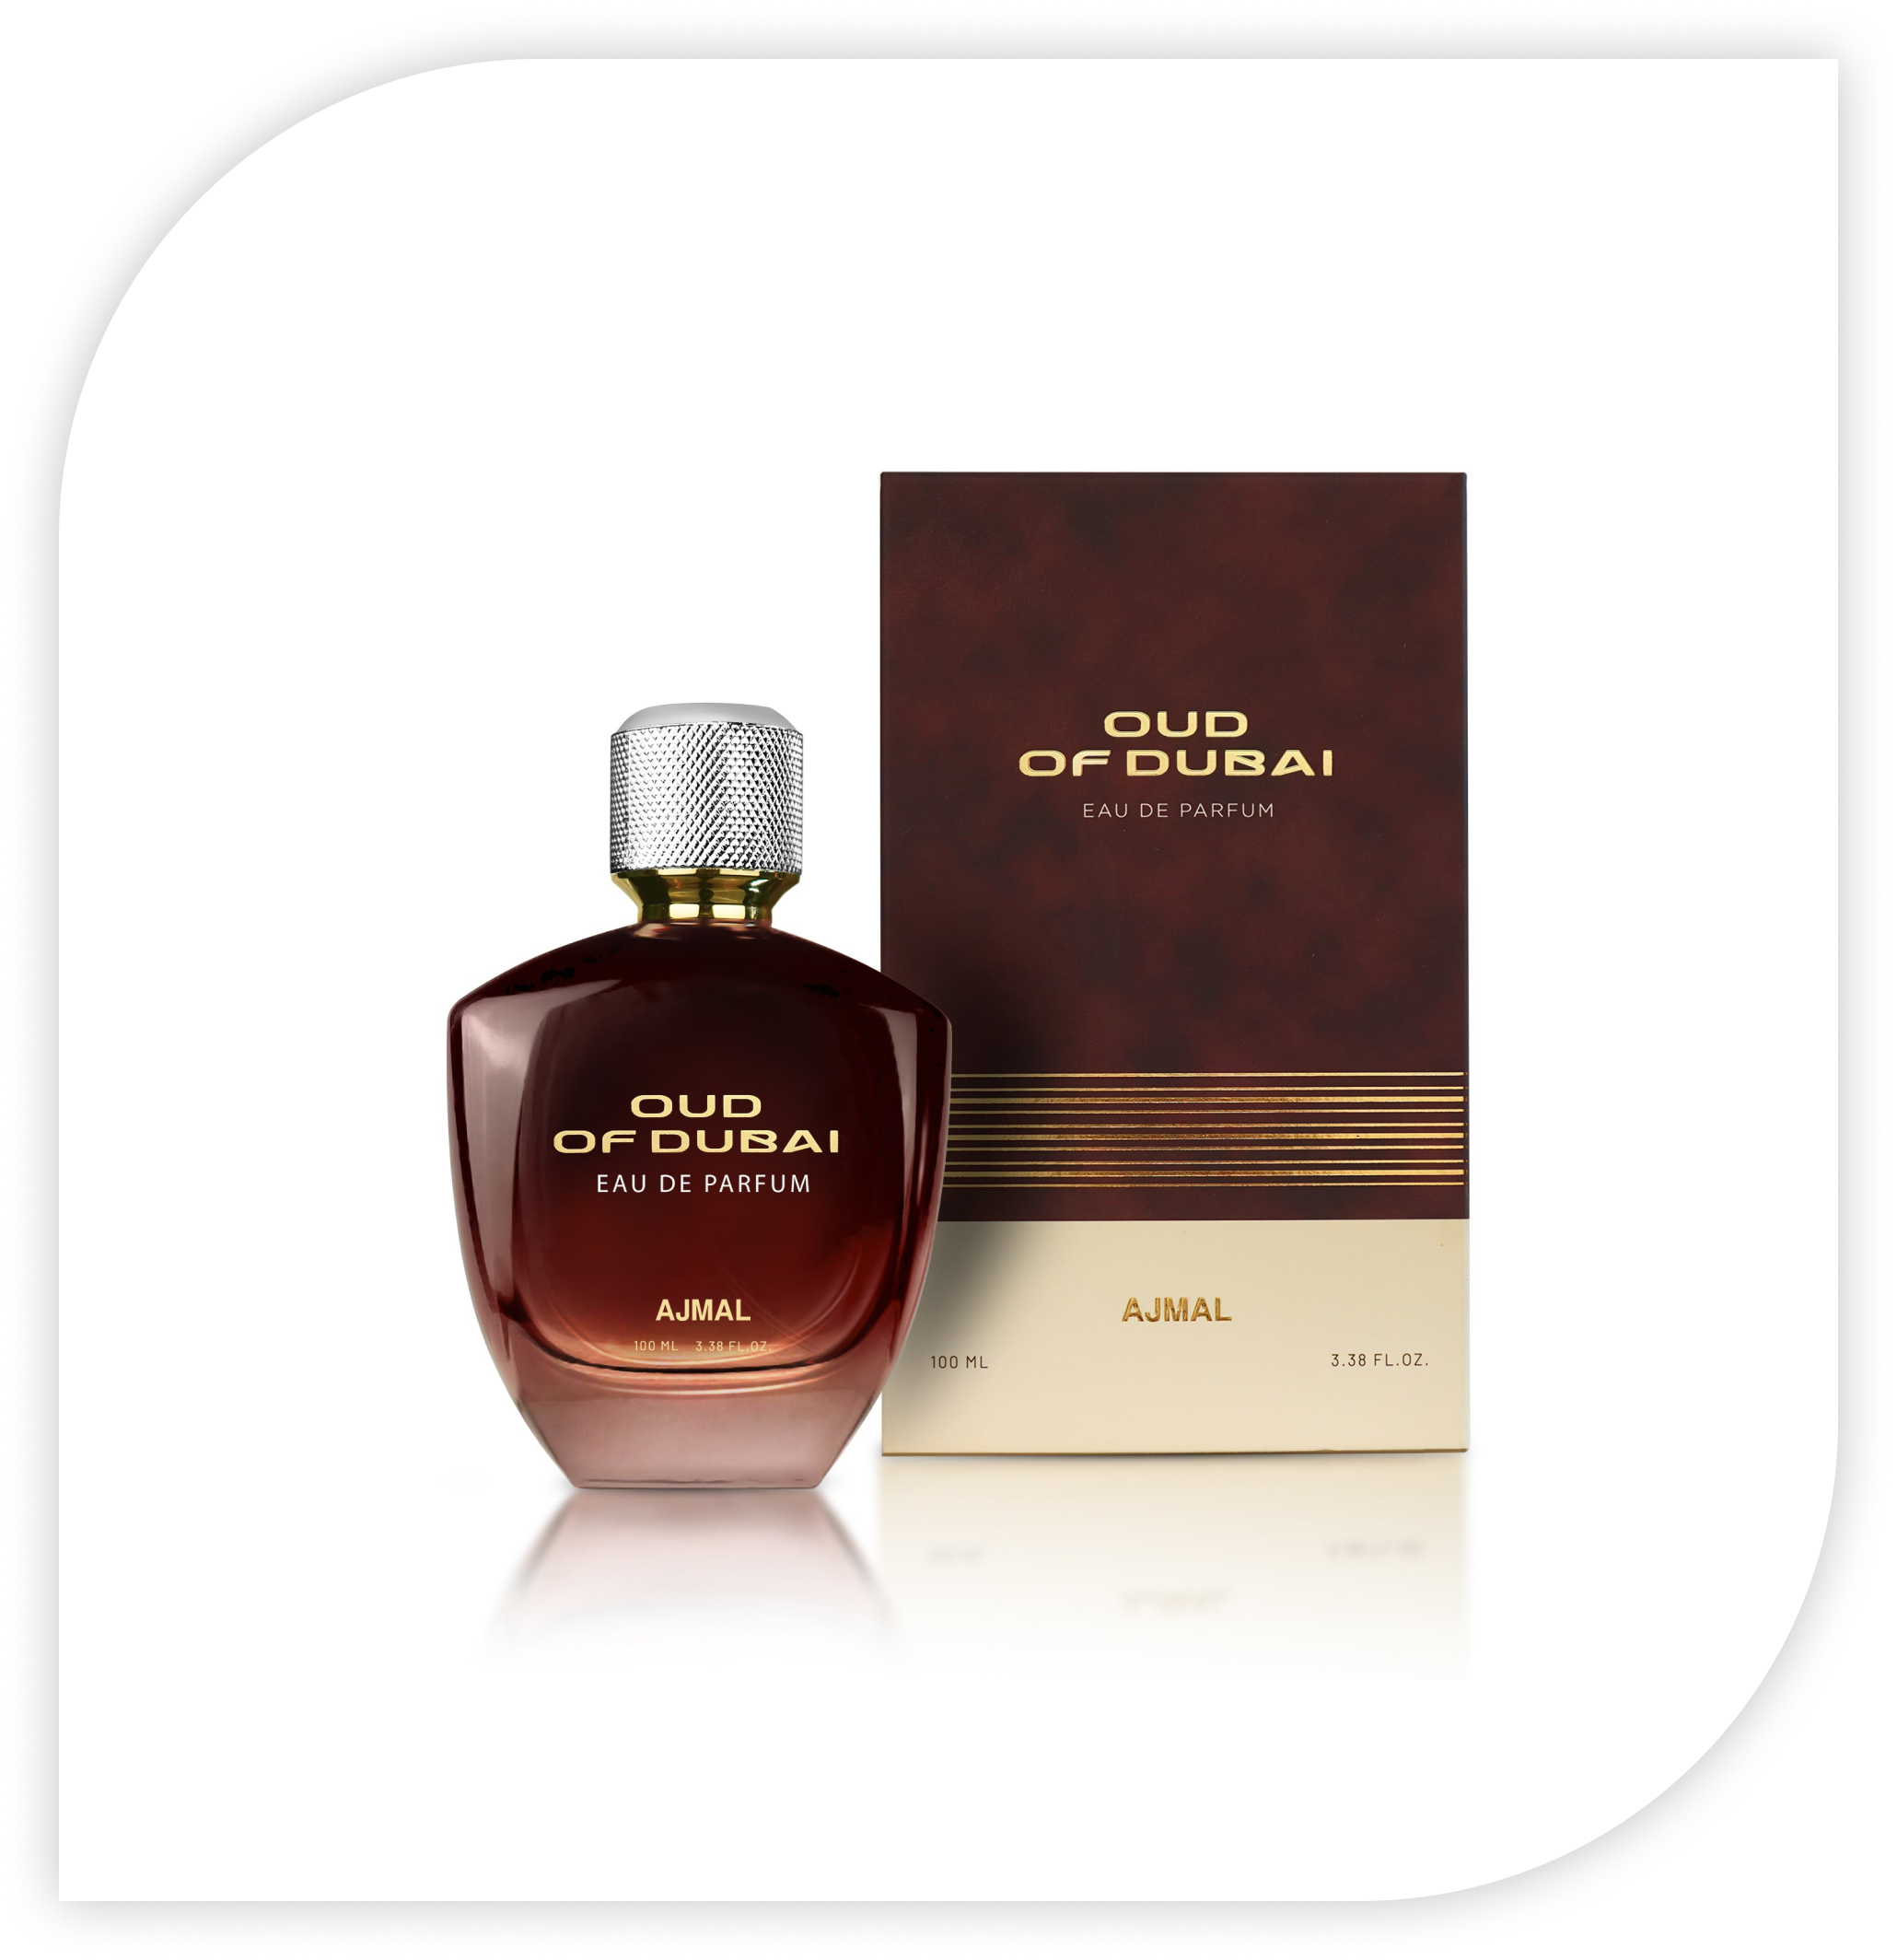 OUD
OF DUBAI
EAU DE PARFUM
AJMAL
100 ML 3.38 FL.OZ.
OUD
OF DUBAI
EAU DE PARFUM
AJMAL
100 ML 3.38 FL.OZ.